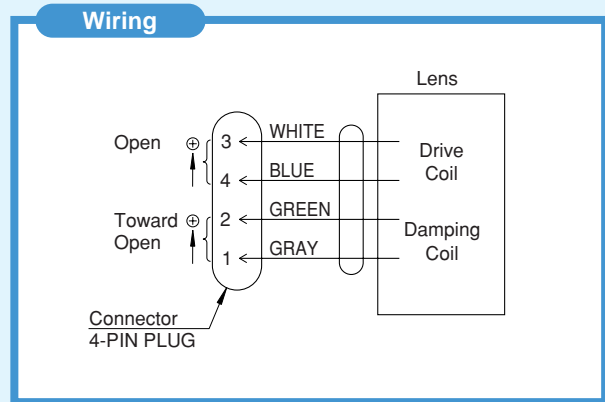 Wiring
Lens
Open
⊕
3
WHITE
Drive
Coil
4
BLUE
Toward
Open
⊕
2
GREEN
Damping
Coil
1
GRAY
Connector
4-PIN PLUG